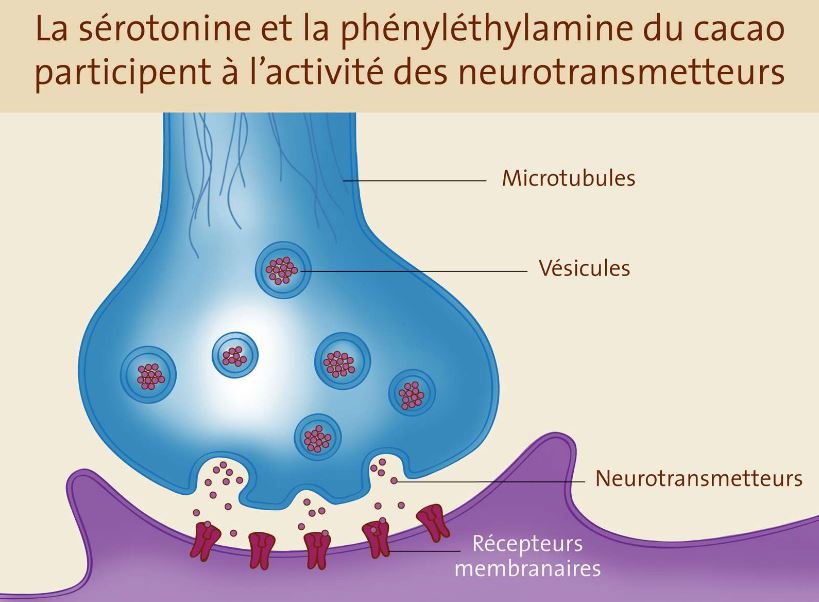 La sérotonine et la phényléthylamine du cacao
participent à l’activité des neurotransmetteurs
Microtubules
Vésicules
Neurotransmetteurs
Récepteurs
membranaires